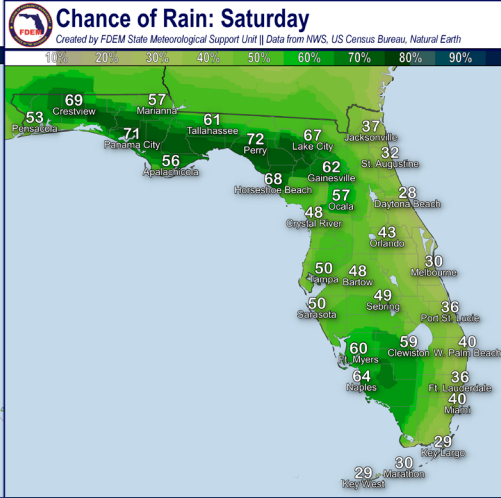 Chance of Rain: Saturday
FDEM
Created by FDEM State Meteorological Support Unit || Data from NWS, US Census Bureau, Natural Earth
10% 20% 30% 40% 50% 60% 70% 80% 90%
69
Crestview
57
Marianna
53
Pensacola
61
Tallahassee
71
Panama City
72
Perry
67
Lake City
37
Jacksonville
56
Apalachicola
32
St. Augustine
62
Gainesville
68
Horseshoe Beach
57
Ocala
28
Daytona Beach
48
Crystal River
43
Orlando
30
Melbourne
50
Tampa
48
Bartow
49
Sebring
50
Sarasota
36
Port St. Lucie
60
Ft. Myers
59
Clewiston
40
W. Palm Beach
64
Naples
36
Ft. Lauderdale
40
Miami
29
Key Largo
30
Marathon
29
Key West